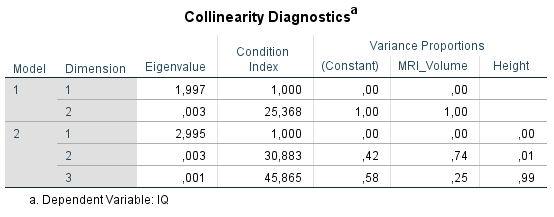 Collinearity Diagnosticsa
Variance Proportions
Model Dimension Eigenvalue Condition Index (Constant) MRI_Volume Height
1 1 1,997 1,000 ,00 ,00
2 ,003 25,368 1,00 1,00
2 1 2,995 1,000 ,00 ,00 ,00
2 ,003 30,883 ,42 ,74 ,01
3 ,001 45,865 ,58 ,25 ,99
a. Dependent Variable: IQ